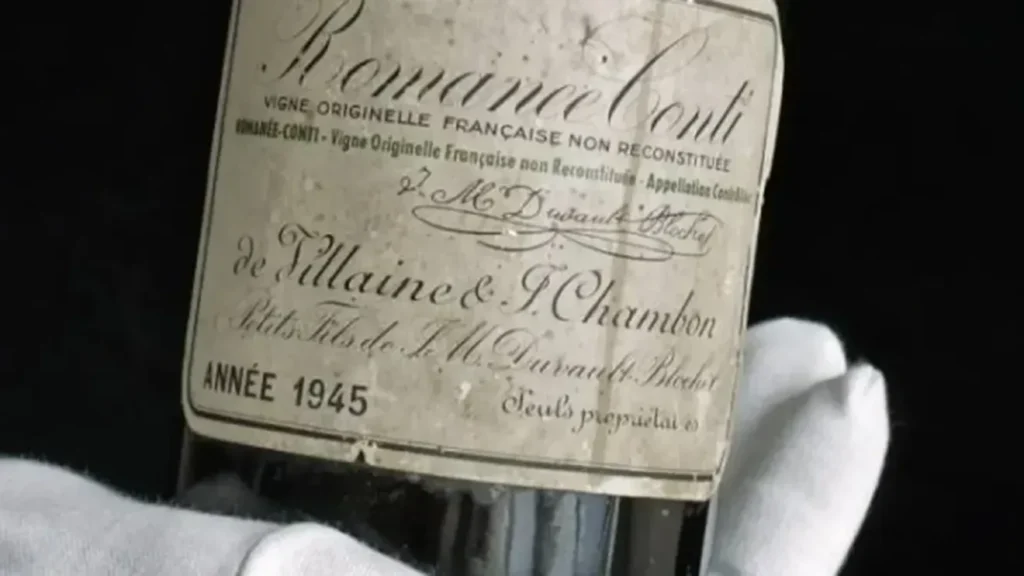 Romanée Conti
VIGNE ORIGINELLE FRANÇAISE NON RECONSTITUÉE
ROMANÉE-CONTI - Vigne Originelle Française non Reconstituée - Appellation Contrôlée
J. M. Duvault Blochet
de Villaine & J. Chambon
Petits Fils de J. M. Duvault-Blochet
ANNÉE 1945
Seuls propriétaires